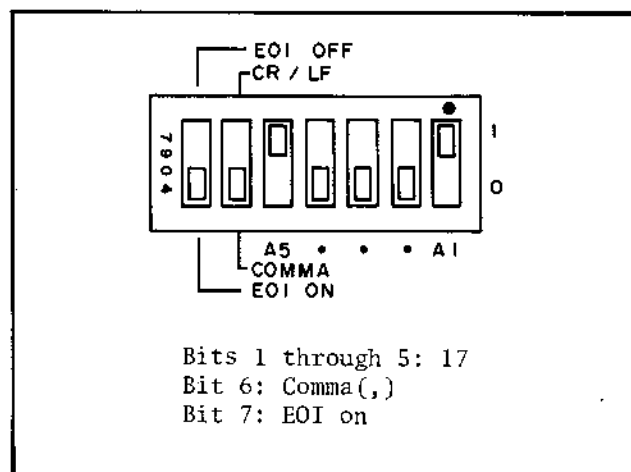 EOI OFF
CR / LF
7904
1
0
A5 • • • A1
COMMA
EOI ON
Bits 1 through 5: 17
Bit 6: Comma(,)
Bit 7: EOI on